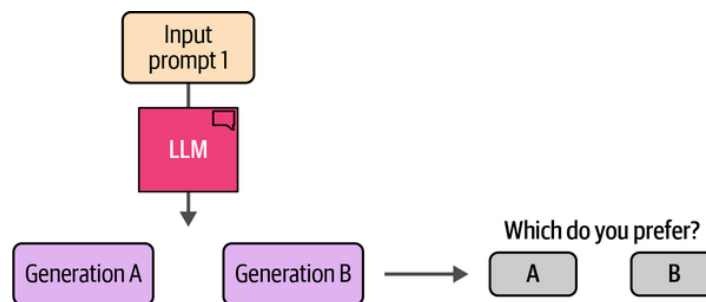 Input
prompt 1
LLM
Which do you prefer?
Generation A
Generation B
A
B